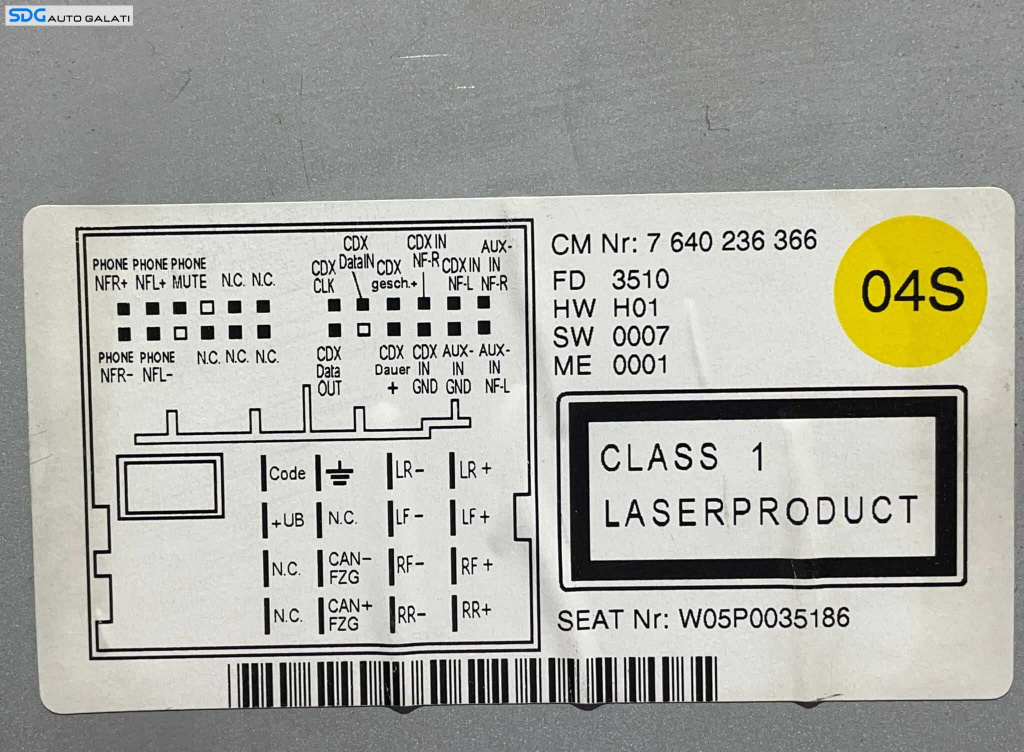 SDG AUTO GALATI
PHONE PHONE PHONE
NFR+ NFL+ MUTE N.C. N.C.
PHONE PHONE
NFR- NFL- N.C. N.C. N.C.
CDX
CLK
CDX
DataIN
CDX
gesch.+
CDX IN
NF-R
CDX IN
NF-L
AUX-
IN
NF-R
CDX
Data
OUT
CDX
Dauer
+
CDX
IN
GND
AUX-
IN
GND
AUX-
IN
NF-L
Code LR- LR+
+UB N.C. LF- LF+
N.C. CAN-
FZG RF- RF+
N.C. CAN+
FZG RR- RR+
CM Nr: 7 640 236 366
FD 3510
HW H01
SW 0007
ME 0001
04S
CLASS 1
LASERPRODUCT
SEAT Nr: W05P0035186